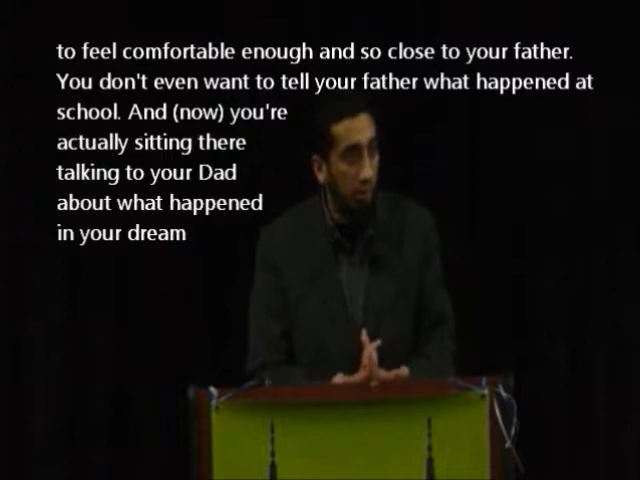 to feel comfortable enough and so close to your father.
You don't even want to tell your father what happened at
school. And (now) you're
actually sitting there
talking to your Dad
about what happened
in your dream